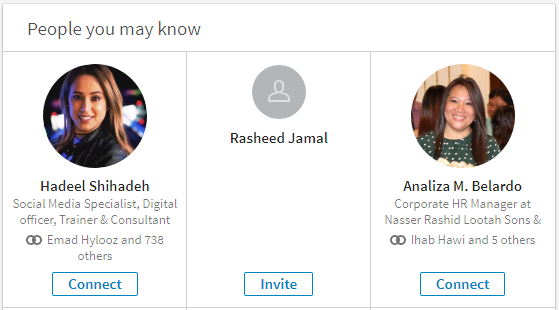 People you may know
Hadeel Shihadeh
Social Media Specialist, Digital
officer, Trainer & Consultant
Emad Hylooz and 738
others
Connect
Rasheed Jamal
Invite
Analiza M. Belardo
Corporate HR Manager at
Nasser Rashid Lootah Sons &
Ihab Hawi and 5 others
Connect